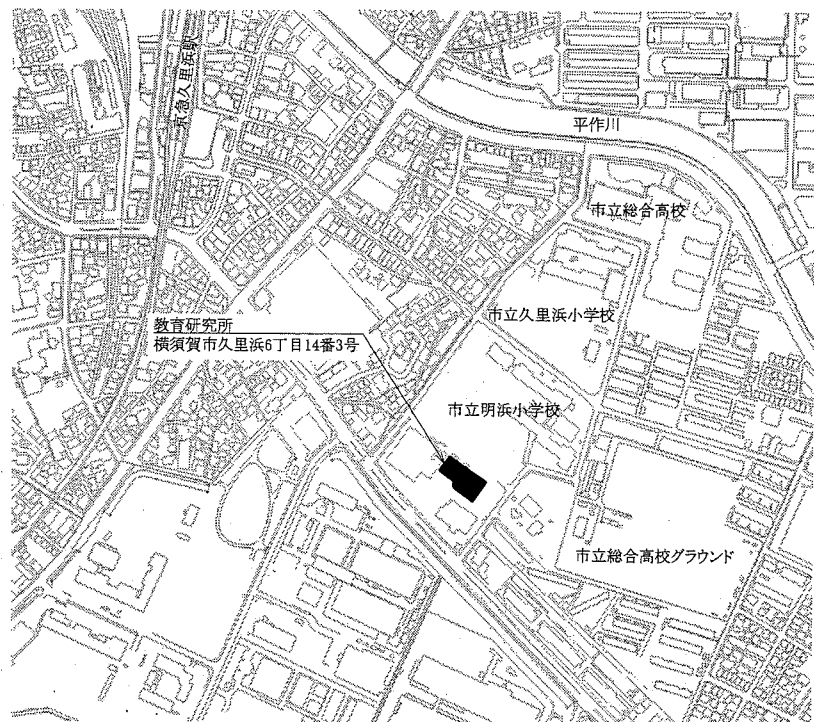 京急久里浜駅
平作川
市立総合高校
市立久里浜小学校
教育研究所
横須賀市久里浜6丁目14番3号
市立明浜小学校
市立総合高校グラウンド